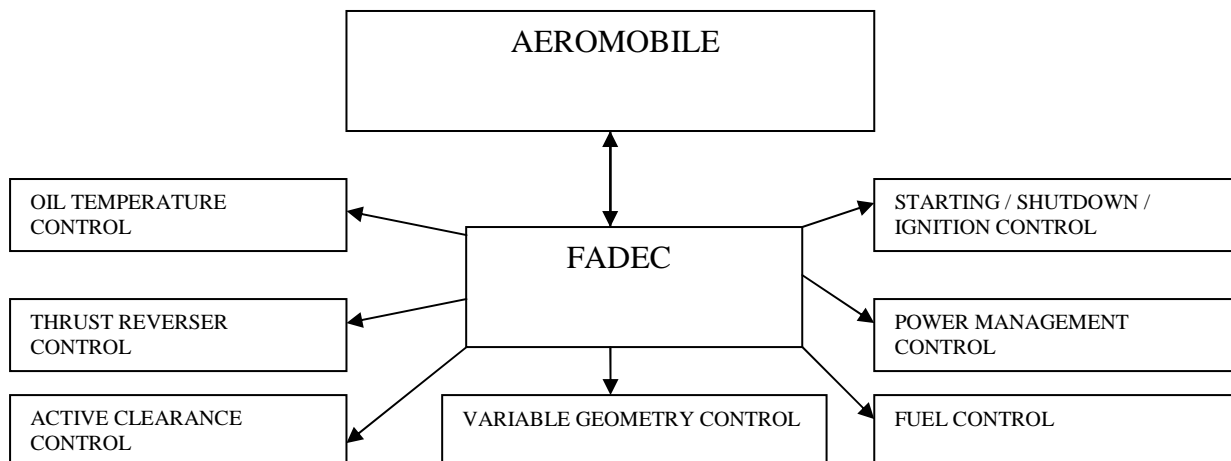 AEROMOBILE
OIL TEMPERATURE
CONTROL
STARTING / SHUTDOWN /
IGNITION CONTROL
FADEC
THRUST REVERSER
CONTROL
POWER MANAGEMENT
CONTROL
ACTIVE CLEARANCE
CONTROL
VARIABLE GEOMETRY CONTROL
FUEL CONTROL